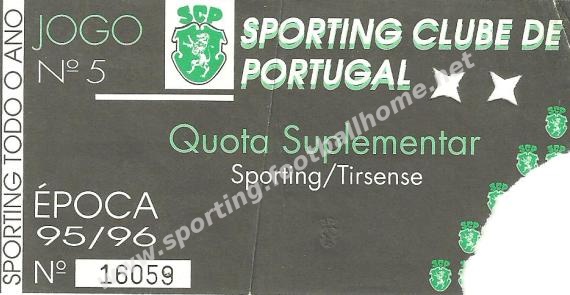 SPORTING TODO O ANO
JOGO
Nº 5
SCP
SPORTING CLUBE DE
PORTUGAL
Quota Suplementar
Sporting/Tirsense
ÉPOCA
95/96
Nº 16059
www.sporting.footballhome.net